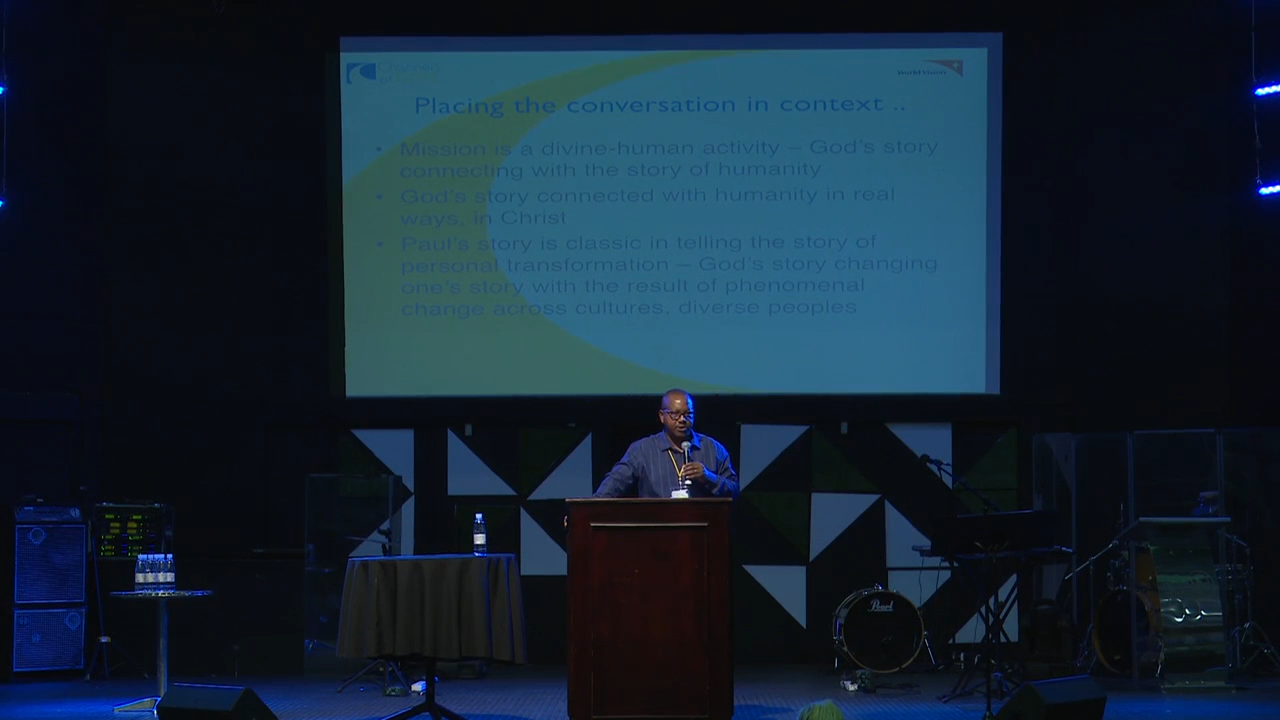 World Vision
Placing the conversation in context ..
• Mission is a divine-human activity – God's story
connecting with the story of humanity
• God's story connected with humanity in real
ways, in Christ
• Paul's story is classic in telling the story of
personal transformation – God's story changing
one's story with the result of phenomenal
change across cultures, diverse peoples
Pearl